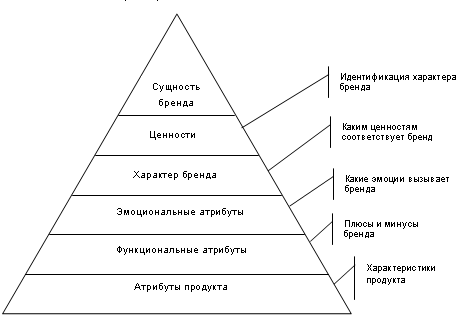 Сущность
бренда
Ценности
Характер бренда
Эмоциональные атрибуты
Функциональные атрибуты
Атрибуты продукта
Идентификация характера
бренда
Каким ценностям
соответствует бренд
Какие эмоции вызывает
бренда
Плюсы и минусы
бренда
Характеристики
продукта